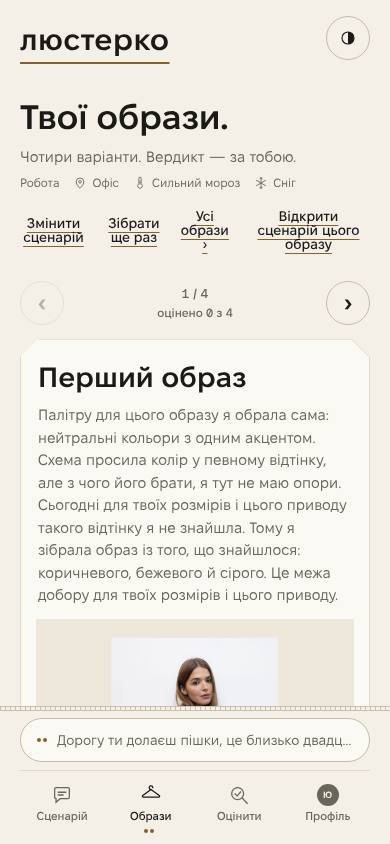 люстерко
Твої образи.
Чотири варіанти. Вердикт — за тобою.
Робота Офіс Сильний мороз Сніг
Змінити
сценарій
Зібрати
ще раз
Усі
образи
›
Відкрити
сценарій цього
образу
‹
1 / 4
оцінено 0 з 4
›
Перший образ
Палітру для цього образу я обрала сама:
нейтральні кольори з одним акцентом.
Схема просила колір у певному відтінку,
але з чого його брати, я тут не маю опори.
Сьогодні для твоїх розмірів і цього приводу
такого відтінку я не знайшла. Тому я
зібрала образ із того, що знайшлося:
коричневого, бежевого й сірого. Це межа
добору для твоїх розмірів і цього приводу.
Дорогу ти долаєш пішки, це близько двадц...
Сценарій
Образи
Оцінити
Ю
Профіль